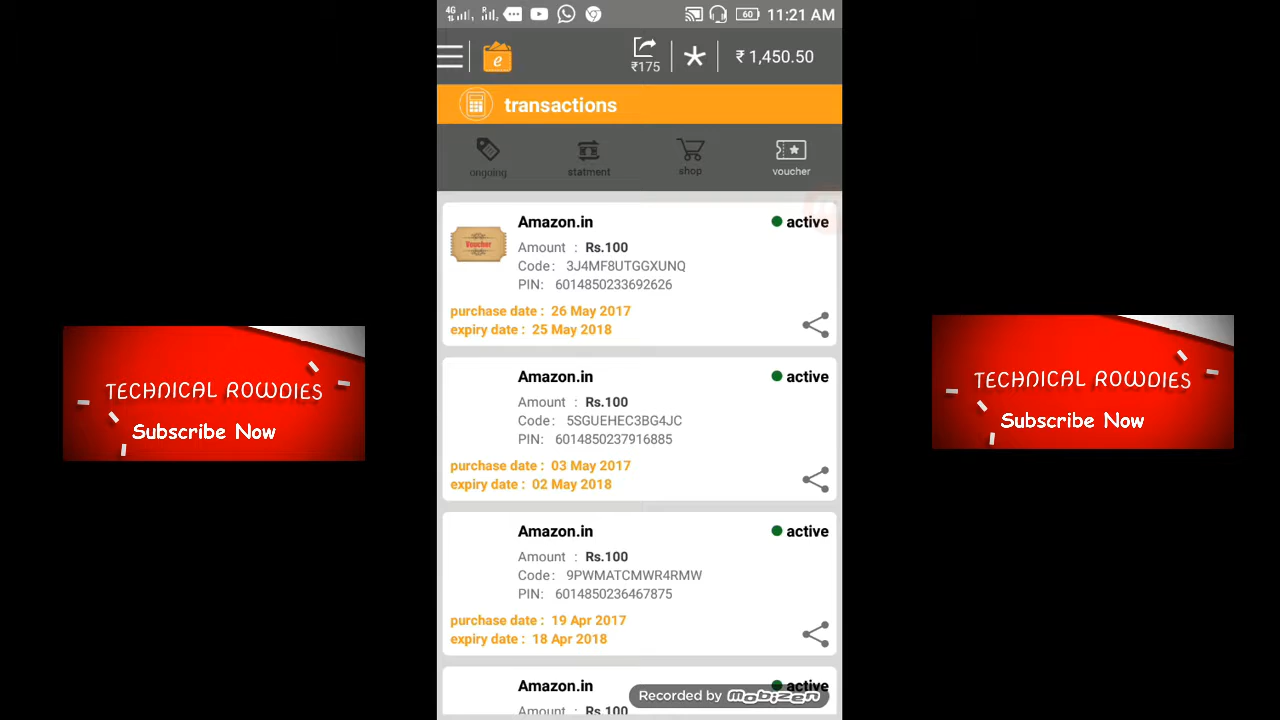 4G
R
60
11:21 AM
e
₹175
₹ 1,450.50
transactions
ongoing
statment
shop
voucher
Voucher
Amazon.in
active
Amount : Rs.100
Code: 3J4MF8UTGGXUNQ
PIN: 6014850233692626
purchase date : 26 May 2017
expiry date : 25 May 2018
Amazon.in
active
Amount : Rs.100
Code: 5SGUEHEC3BG4JC
PIN: 6014850237916885
purchase date : 03 May 2017
expiry date : 02 May 2018
Amazon.in
active
Amount : Rs.100
Code: 9PWMATCMWR4RMW
PIN: 6014850236467875
purchase date : 19 Apr 2017
expiry date : 18 Apr 2018
Amazon.in
active
Amount : Rs.100
Recorded by Mobizen
TECHNICAL ROWDIES
Subscribe Now
TECHNICAL ROWDIES
Subscribe Now